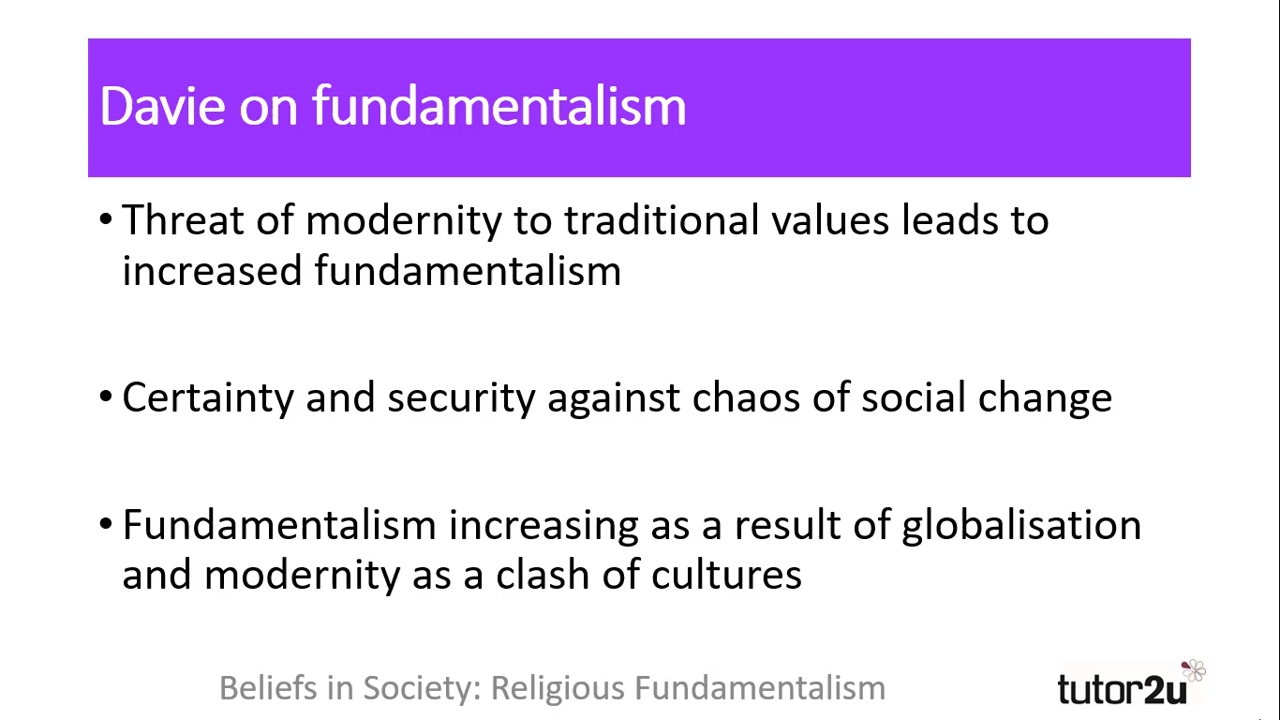 Davie on fundamentalism
• Threat of modernity to traditional values leads to
increased fundamentalism
• Certainty and security against chaos of social change
• Fundamentalism increasing as a result of globalisation
and modernity as a clash of cultures
Beliefs in Society: Religious Fundamentalism
tutor2u